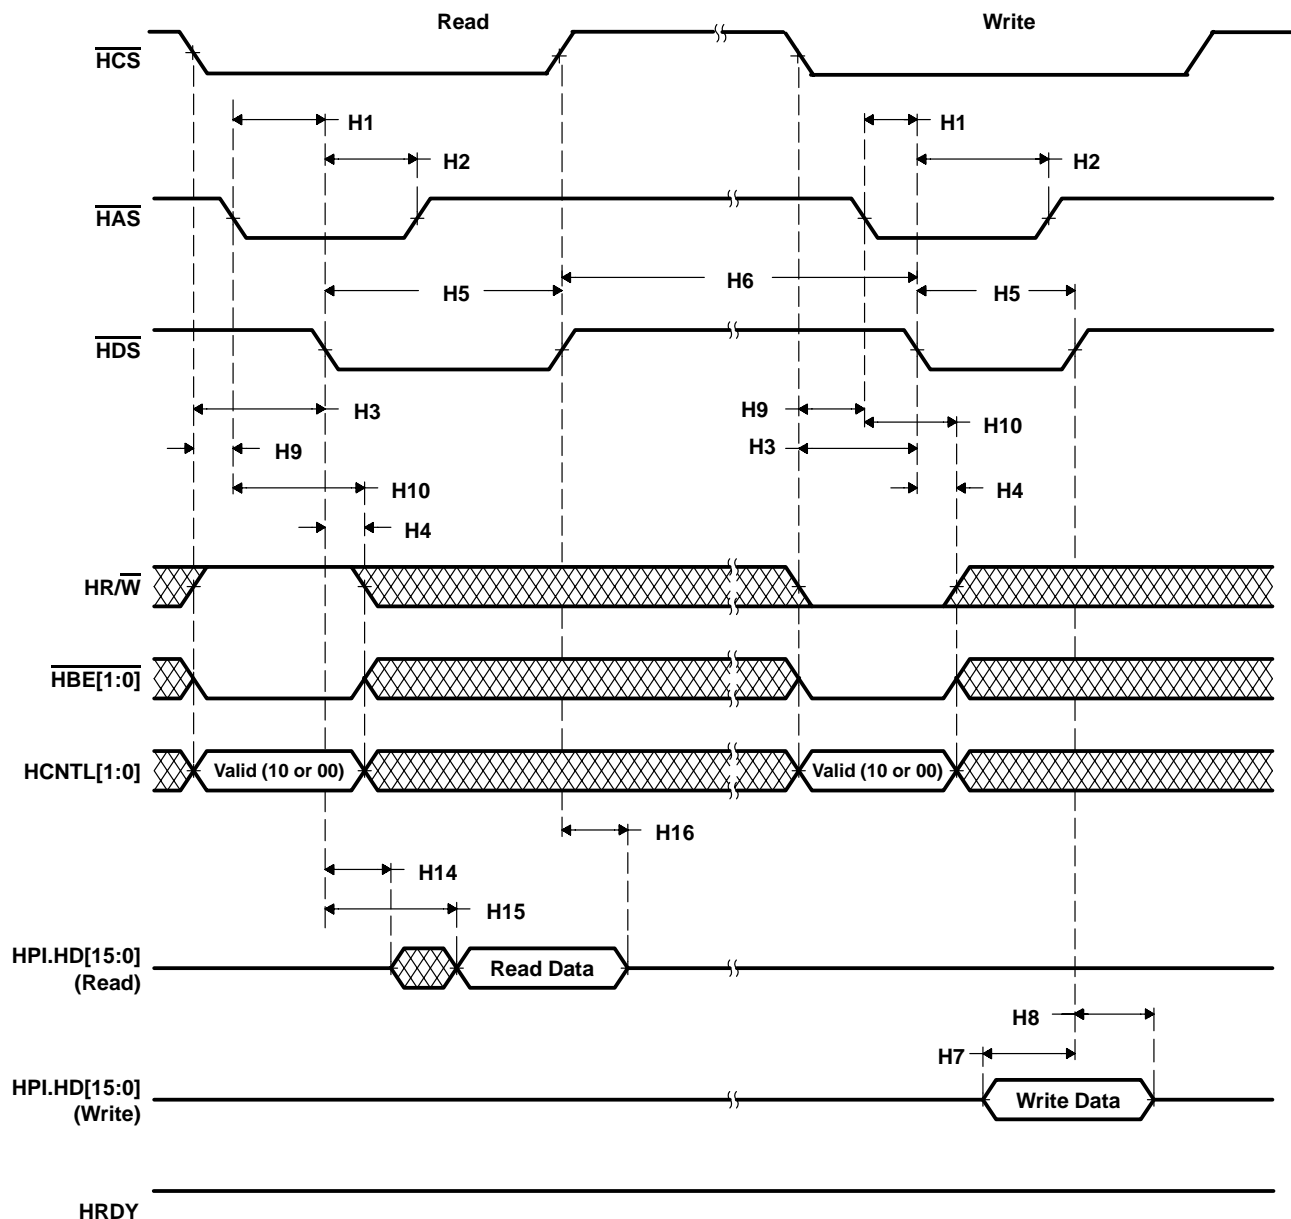 Read Write
HCS
H1 H1
H2 H2
HAS
H5 H6 H5
HDS
H3 H9
H10
H9 H3
H10 H4
H4
HR/W
HBE[1:0]
HCNTL[1:0] Valid (10 or 00) Valid (10 or 00)
H16
H14
H15
HPI.HD[15:0]
(Read)
Read Data
H8
H7
HPI.HD[15:0]
(Write)
Write Data
HRDY